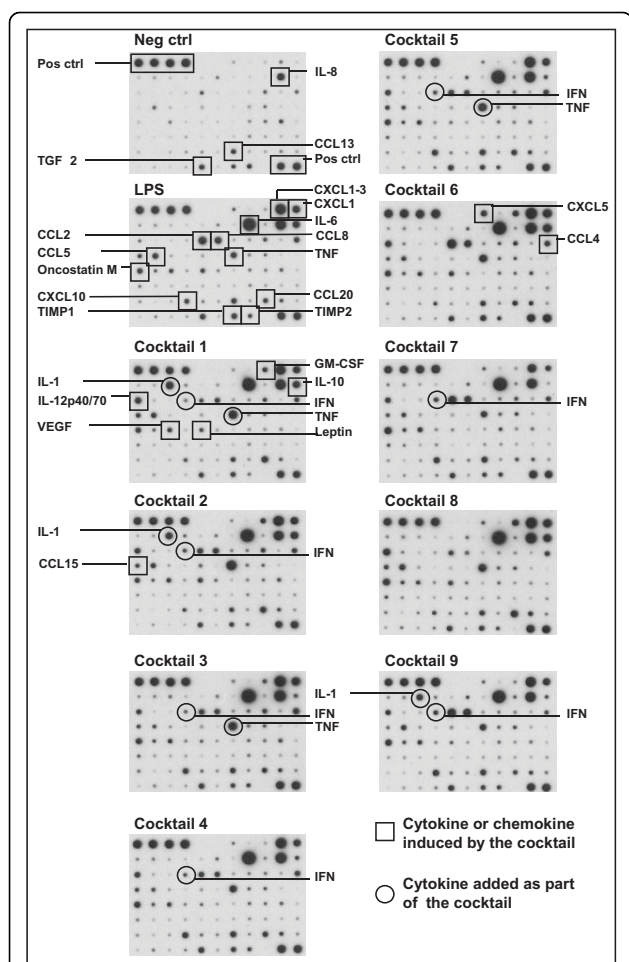 Neg ctrl
Pos ctrl
IL-8
CCL13
TGF 2
Pos ctrl
LPS
CXCL1-3
CXCL1
IL-6
CCL2
CCL8
CCL5
TNF
Oncostatin M
CXCL10
CCL20
TIMP1
TIMP2
Cocktail 1
GM-CSF
IL-1
IL-10
IL-12p40/70
IFN
TNF
VEGF
Leptin
Cocktail 2
IL-1
IFN
CCL15
Cocktail 3
IFN
TNF
Cocktail 4
IFN
Cocktail 5
IFN
TNF
Cocktail 6
CXCL5
CCL4
Cocktail 7
IFN
Cocktail 8
Cocktail 9
IL-1
IFN
Cytokine or chemokine
induced by the cocktail
Cytokine added as part
of the cocktail